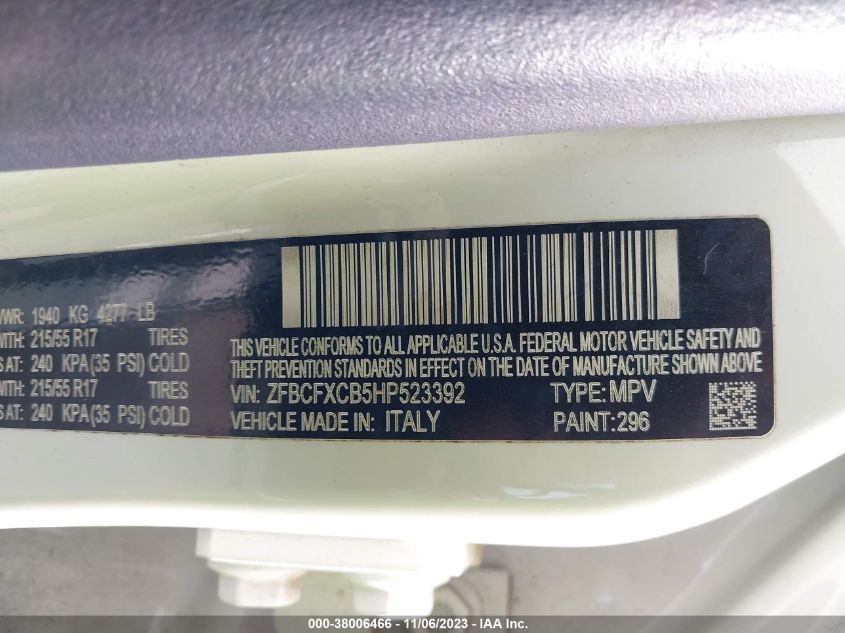 VWR: 1940 KG 4277 LB
WITH: 215/55 R17 TIRES
S AT: 240 KPA(35 PSI) COLD
WITH: 215/55 R17 TIRES
S AT: 240 KPA(35 PSI) COLD
THIS VEHICLE CONFORMS TO ALL APPLICABLE U.S.A. FEDERAL MOTOR VEHICLE SAFETY AND
THEFT PREVENTION STANDARDS IN EFFECT ON THE DATE OF MANUFACTURE SHOWN ABOVE
VIN: ZFBCFXCB5HP523392 TYPE: MPV
VEHICLE MADE IN: ITALY PAINT: 296
000-38006466 - 11/06/2023 - IAA Inc.